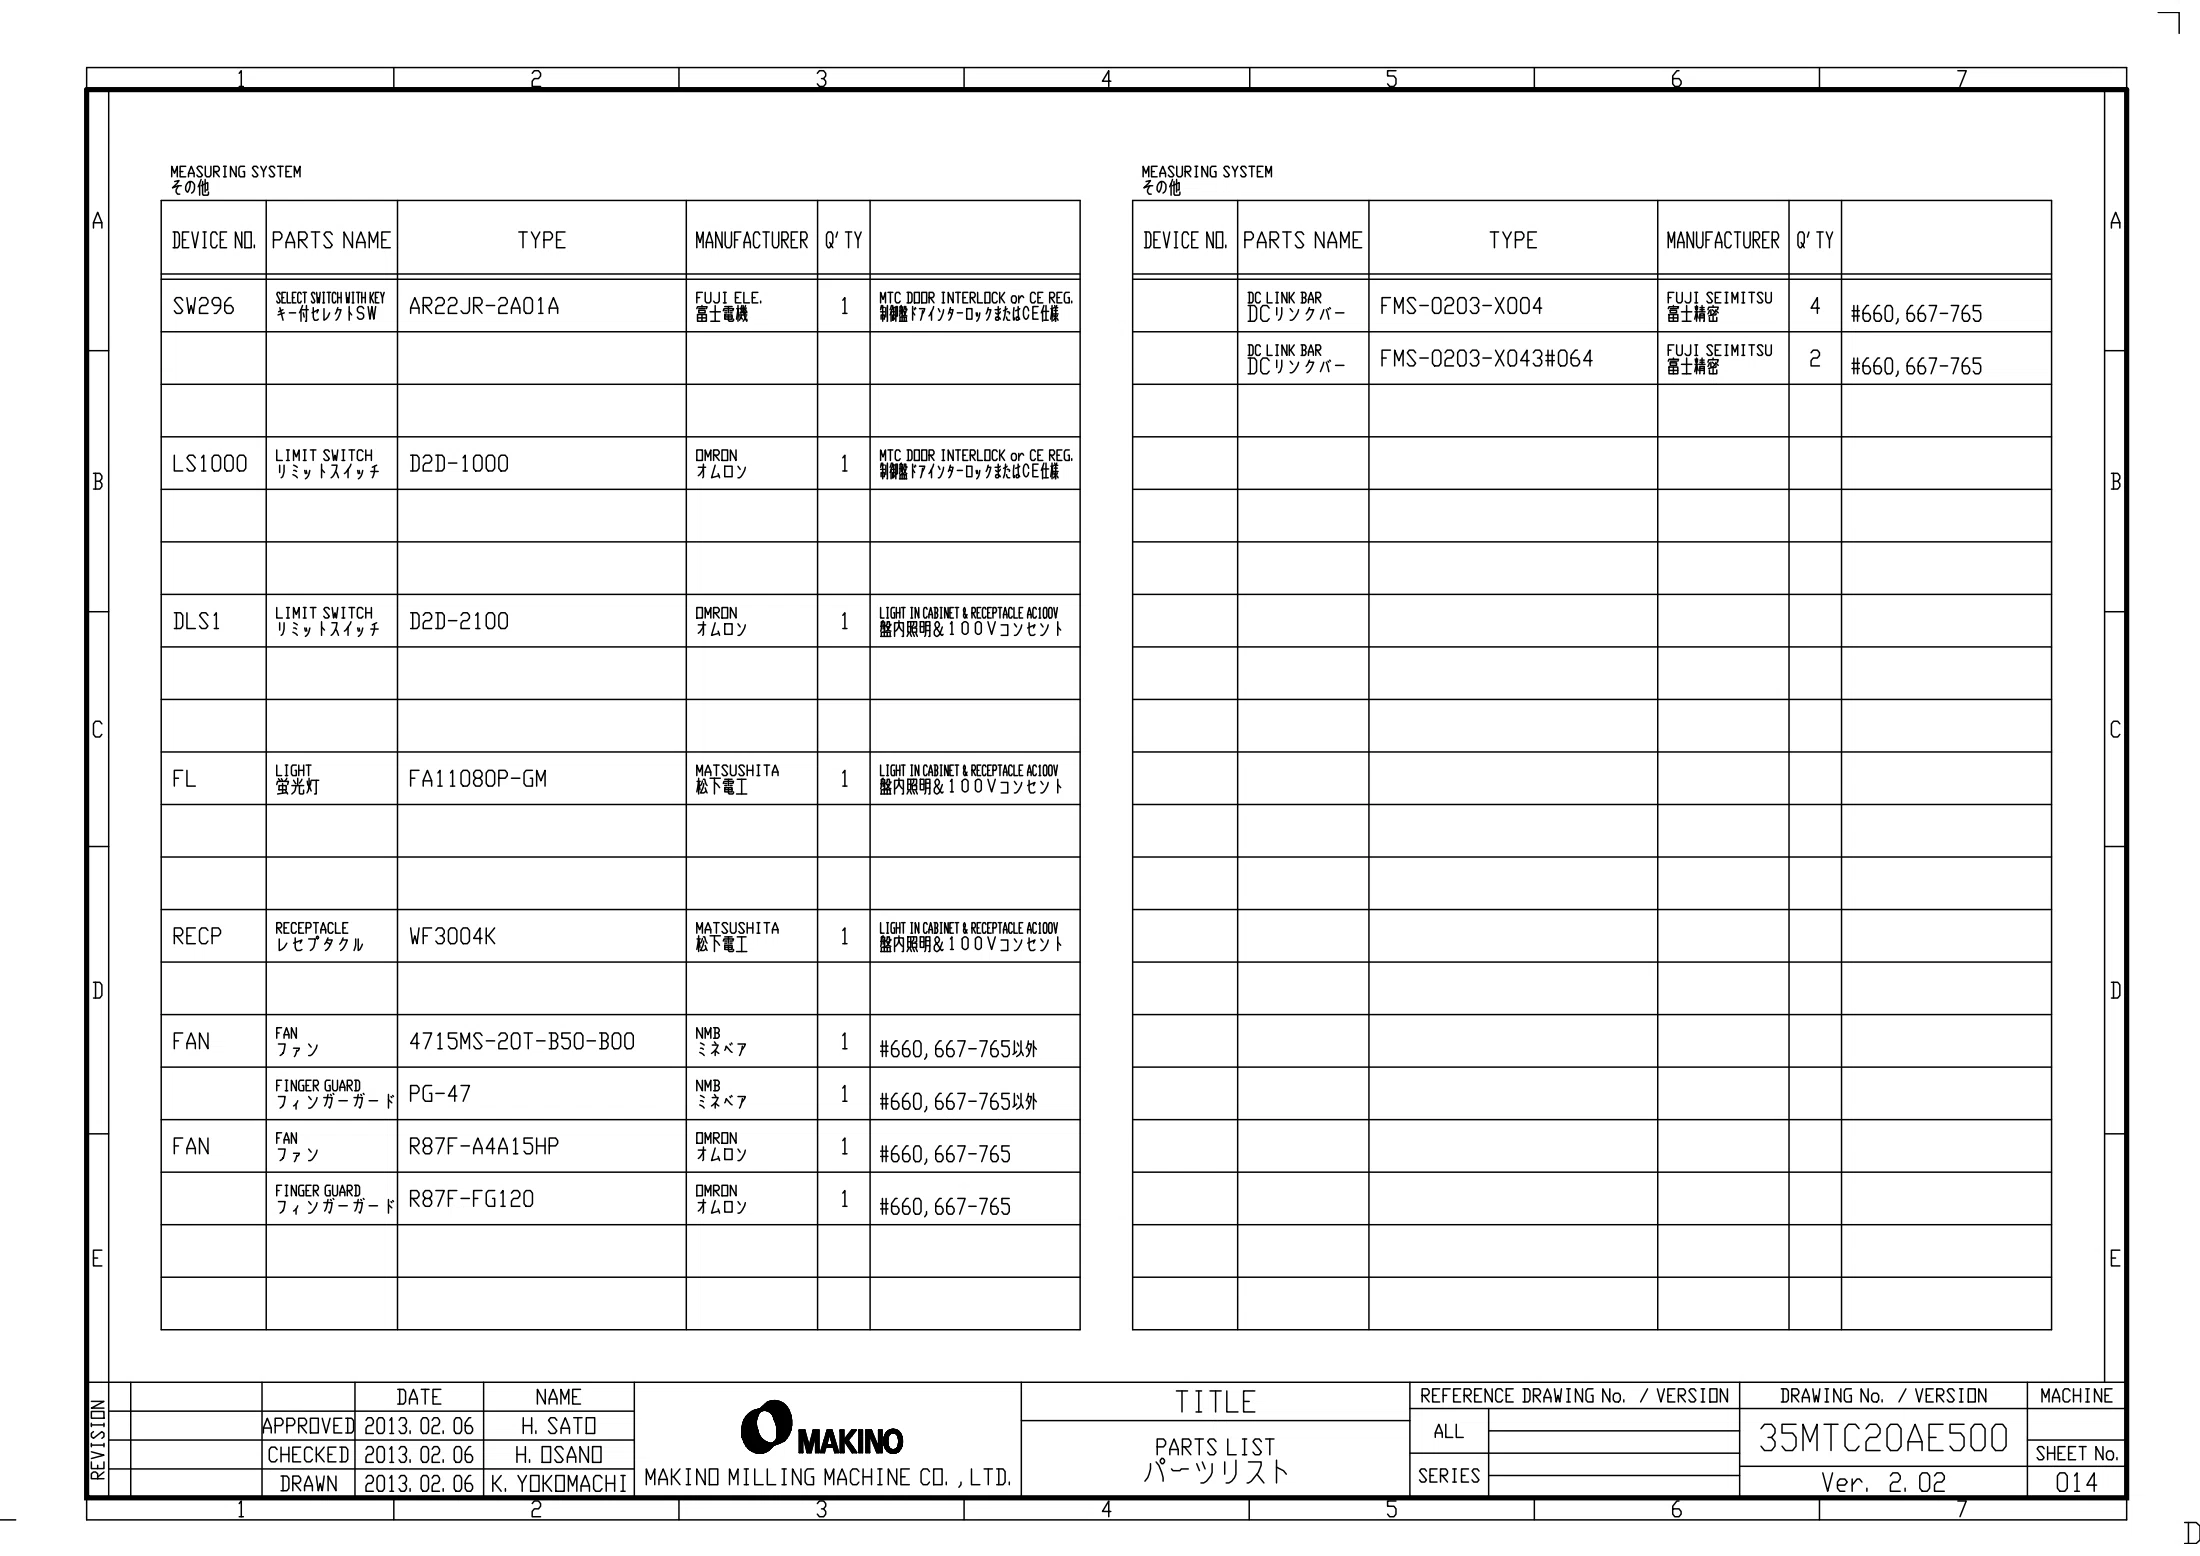 1 2 3 4 5 6 7
MEASURING SYSTEM
その他
DEVICE NO. PARTS NAME TYPE MANUFACTURER Q'TY
SW296 SELECT SWITCH WITH KEY AR22JR-2A01A FUJI ELE. 1 MTC DOOR INTERLOCK or CE REG.
キー付セレクトSW 富士電機 制御盤ドアインターロックまたはCE仕様
LS1000 LIMIT SWITCH D2D-1000 OMRON 1 MTC DOOR INTERLOCK or CE REG.
リミットスイッチ オムロン 制御盤ドアインターロックまたはCE仕様
DLS1 LIMIT SWITCH D2D-2100 OMRON 1 LIGHT IN CABINET & RECEPTACLE AC100V
リミットスイッチ オムロン 盤内照明&100Vコンセント
FL LIGHT FA11080P-GM MATSUSHITA 1 LIGHT IN CABINET & RECEPTACLE AC100V
蛍光灯 松下電工 盤内照明&100Vコンセント
RECP RECEPTACLE WF3004K MATSUSHITA 1 LIGHT IN CABINET & RECEPTACLE AC100V
レセプタクル 松下電工 盤内照明&100Vコンセント
FAN FAN 4715MS-20T-B50-B00 NMB 1 #660,667-765以外
ファン ミネベア
FINGER GUARD PG-47 NMB 1 #660,667-765以外
フィンガーガード ミネベア
FAN FAN R87F-A4A15HP OMRON 1 #660,667-765
ファン オムロン
FINGER GUARD R87F-FG120 OMRON 1 #660,667-765
フィンガーガード オムロン
MEASURING SYSTEM
その他
DEVICE NO. PARTS NAME TYPE MANUFACTURER Q'TY
DC LINK BAR FMS-0203-X004 FUJI SEIMITSU 4 #660,667-765
DCリンクバー 富士精密
DC LINK BAR FMS-0203-X043#064 FUJI SEIMITSU 2 #660,667-765
DCリンクバー 富士精密
A A
B B
C C
D D
E E
REVISION
DATE NAME
APPROVED 2013.02.06 H. SATO
CHECKED 2013.02.06 H. OSANO
DRAWN 2013.02.06 K. YOKOMACHI
MAKINO
MAKINO MILLING MACHINE CO.,LTD.
TITLE
PARTS LIST
パーツリスト
REFERENCE DRAWING No. / VERSION
ALL
SERIES
DRAWING No. / VERSION
35MTC20AE500
Ver. 2.02
MACHINE
SHEET No.
014
1 2 3 4 5 6 7
D